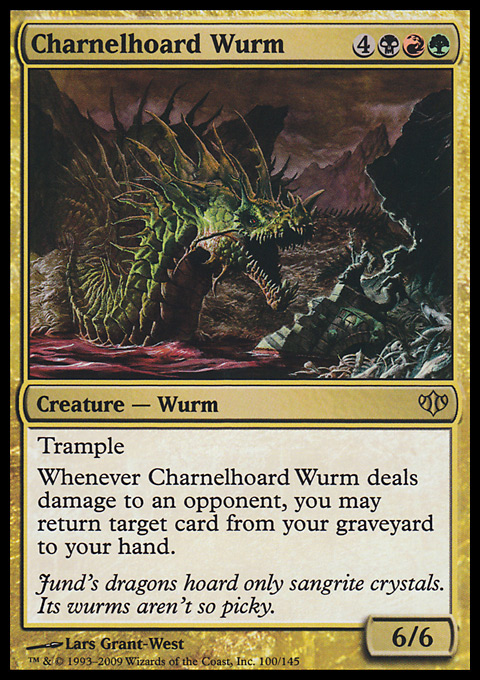 Charnelhoard Wurm 4
Creature — Wurm
Trample
Whenever Charnelhoard Wurm deals
damage to an opponent, you may
return target card from your graveyard
to your hand.
Jund's dragons hoard only sangrite crystals.
Its wurms aren't so picky.
6/6
Lars Grant-West
™ & © 1993–2009 Wizards of the Coast, Inc. 100/145